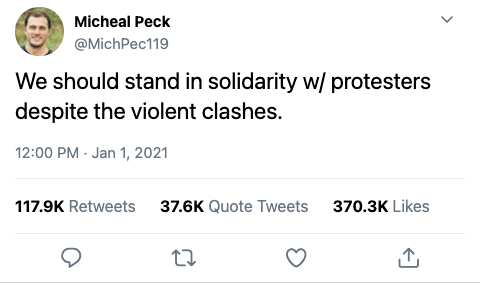 Micheal Peck
@MichPec119
We should stand in solidarity w/ protesters
despite the violent clashes.
12:00 PM · Jan 1, 2021
117.9K Retweets 37.6K Quote Tweets 370.3K Likes